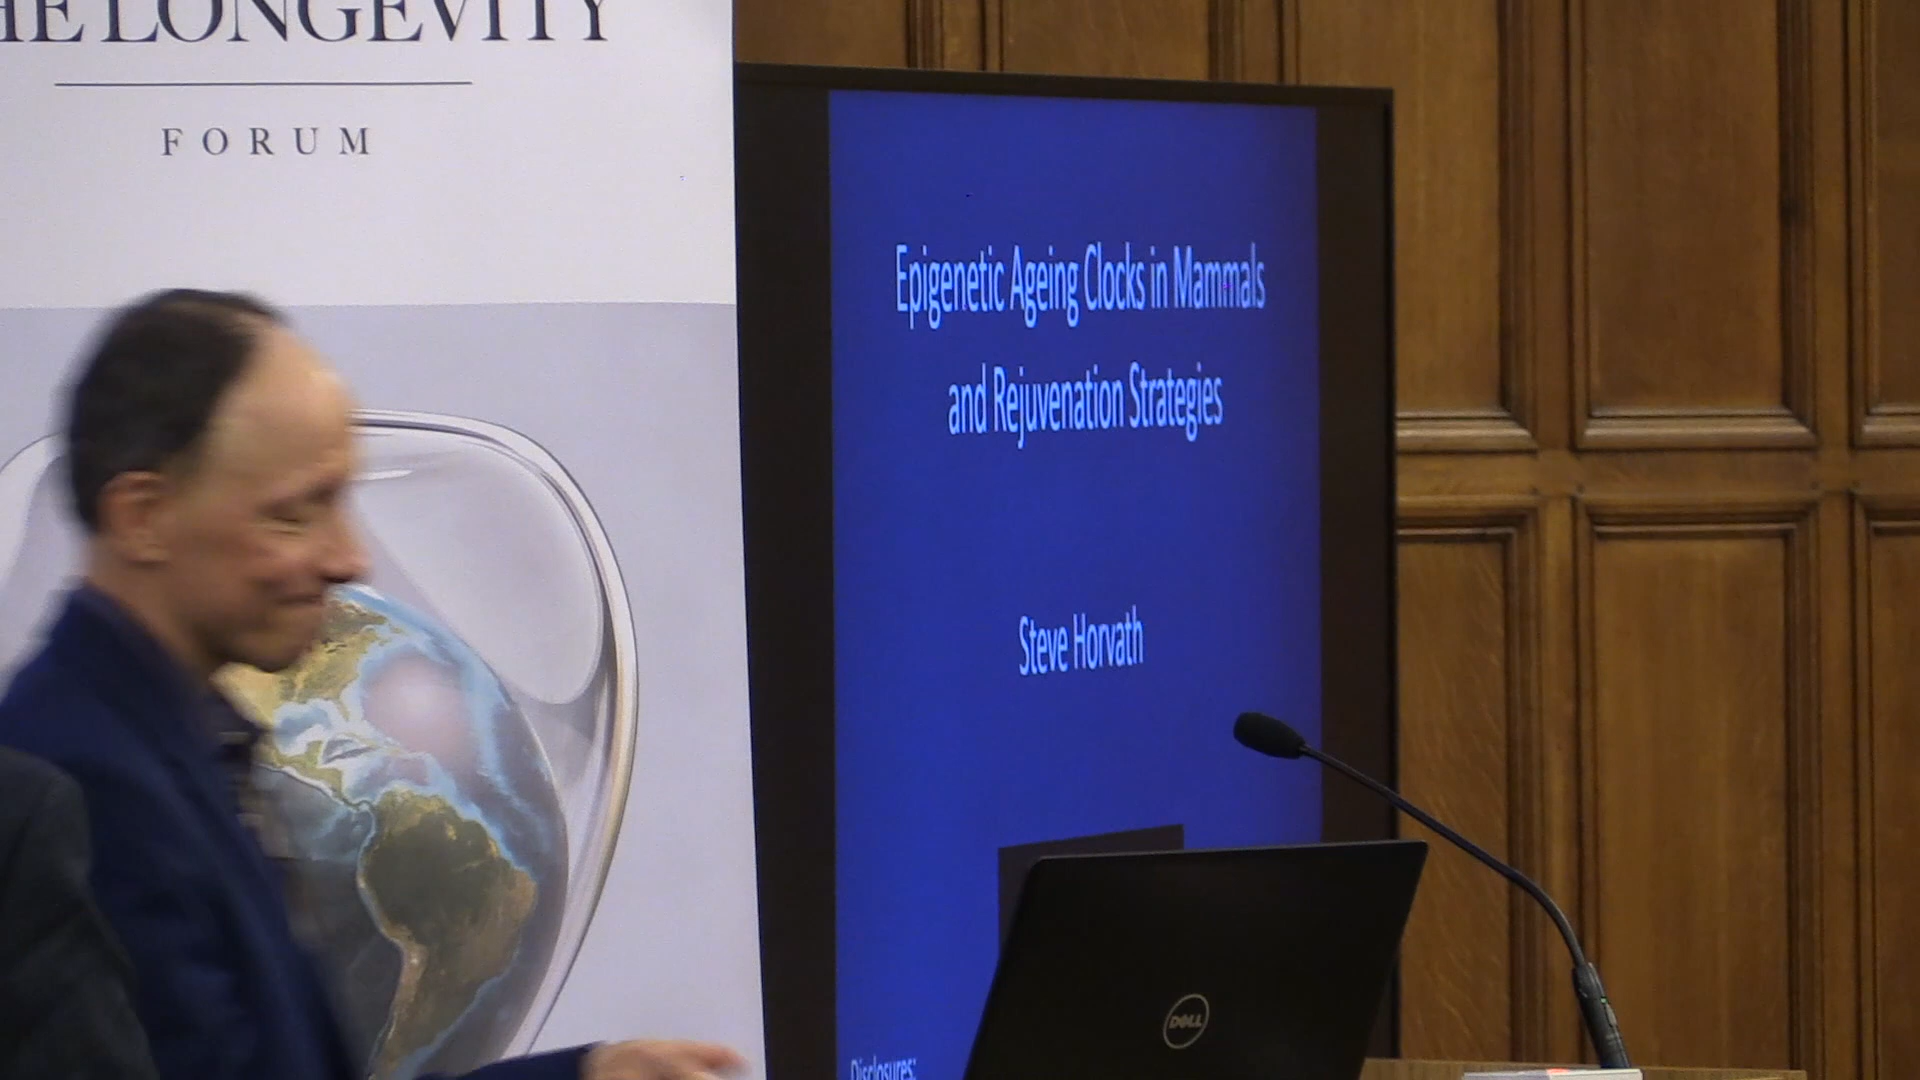 HE LONGEVITY
FORUM
Epigenetic Ageing Clocks in Mammals
and Rejuvenation Strategies
Steve Horvath
Disclosures:
DELL